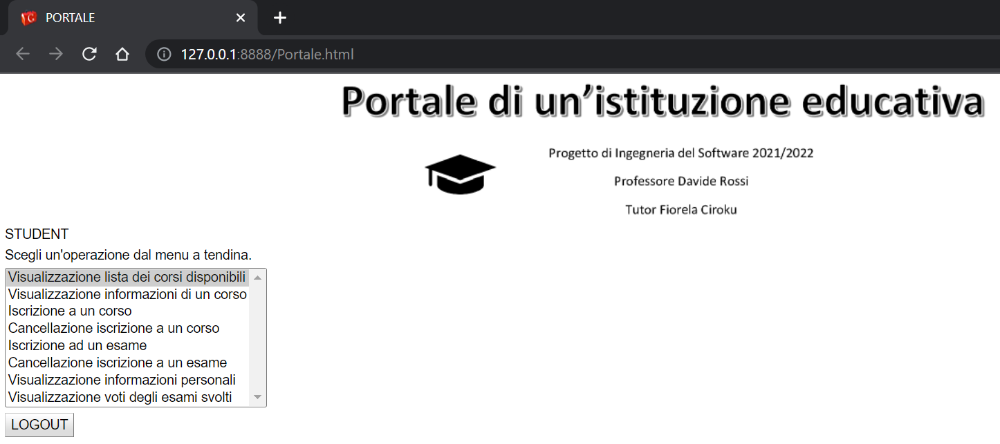 PORTALE
127.0.0.1:8888/Portale.html
Portale di un’istituzione educativa
Progetto di Ingegneria del Software 2021/2022
Professore Davide Rossi
Tutor Fiorela Ciroku
STUDENT
Scegli un'operazione dal menu a tendina.
Visualizzazione lista dei corsi disponibili
Visualizzazione informazioni di un corso
Iscrizione a un corso
Cancellazione iscrizione a un corso
Iscrizione ad un esame
Cancellazione iscrizione a un esame
Visualizzazione informazioni personali
Visualizzazione voti degli esami svolti
LOGOUT